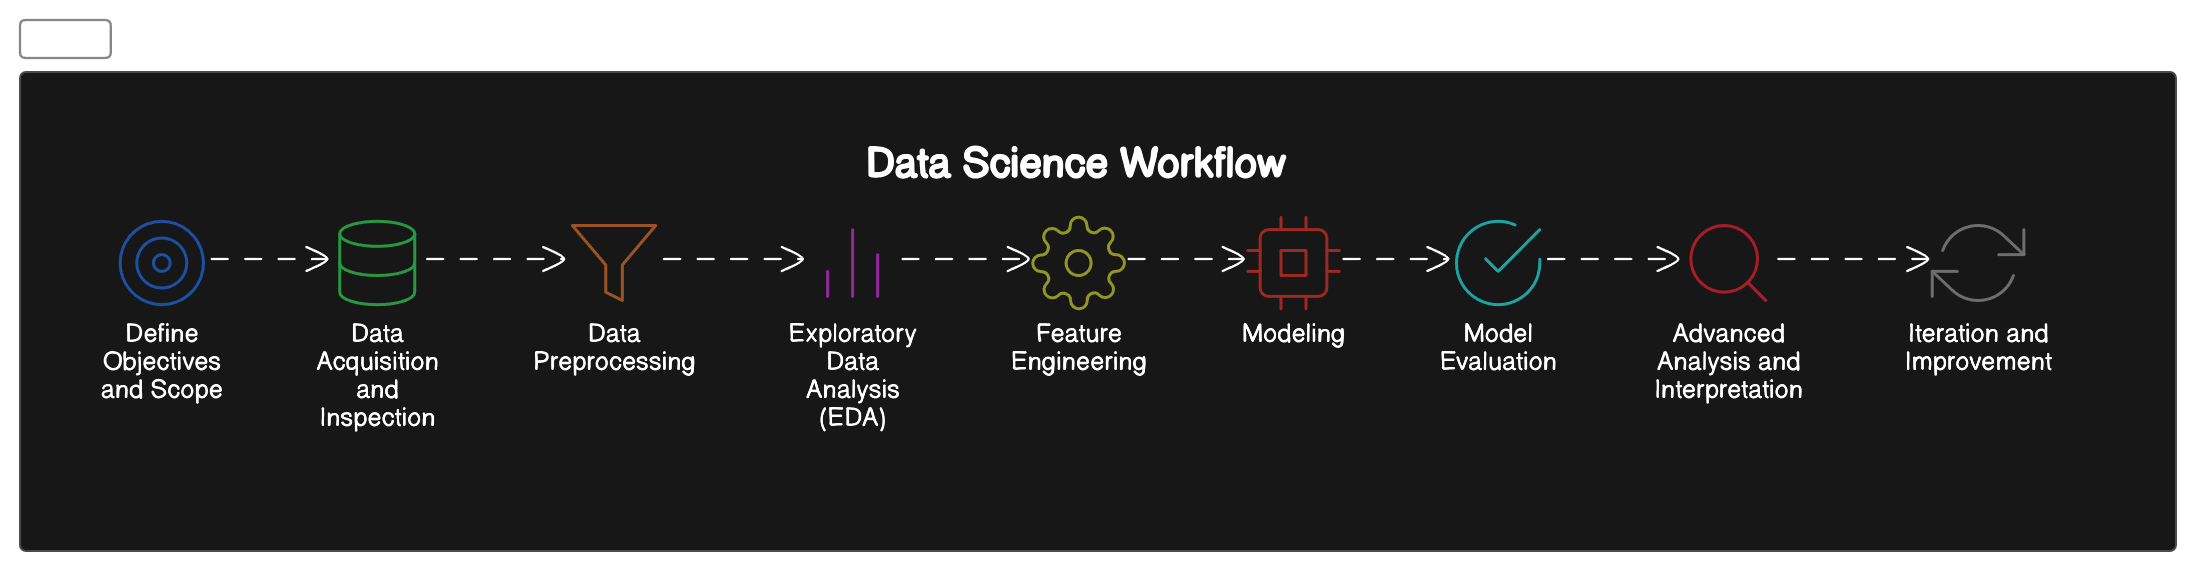 Data Science Workflow
Define
Objectives
and Scope
Data
Acquisition
and
Inspection
Data
Preprocessing
Exploratory
Data
Analysis
(EDA)
Feature
Engineering
Modeling
Model
Evaluation
Advanced
Analysis and
Interpretation
Iteration and
Improvement